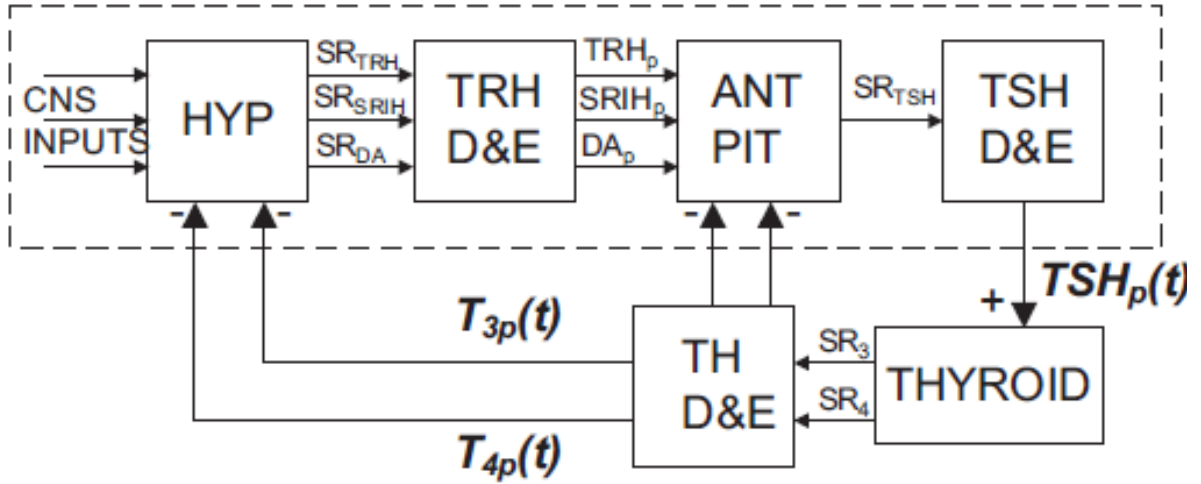 CNS
INPUTS
HYP
SR_TRH
SR_SRIH
SR_DA
TRH
D&E
TRH_p
SRIH_p
DA_p
ANT
PIT
SR_TSH
TSH
D&E
- -
- -
T_3p(t)
T_4p(t)
TH
D&E
SR_3
SR_4
+
TSH_p(t)
THYROID